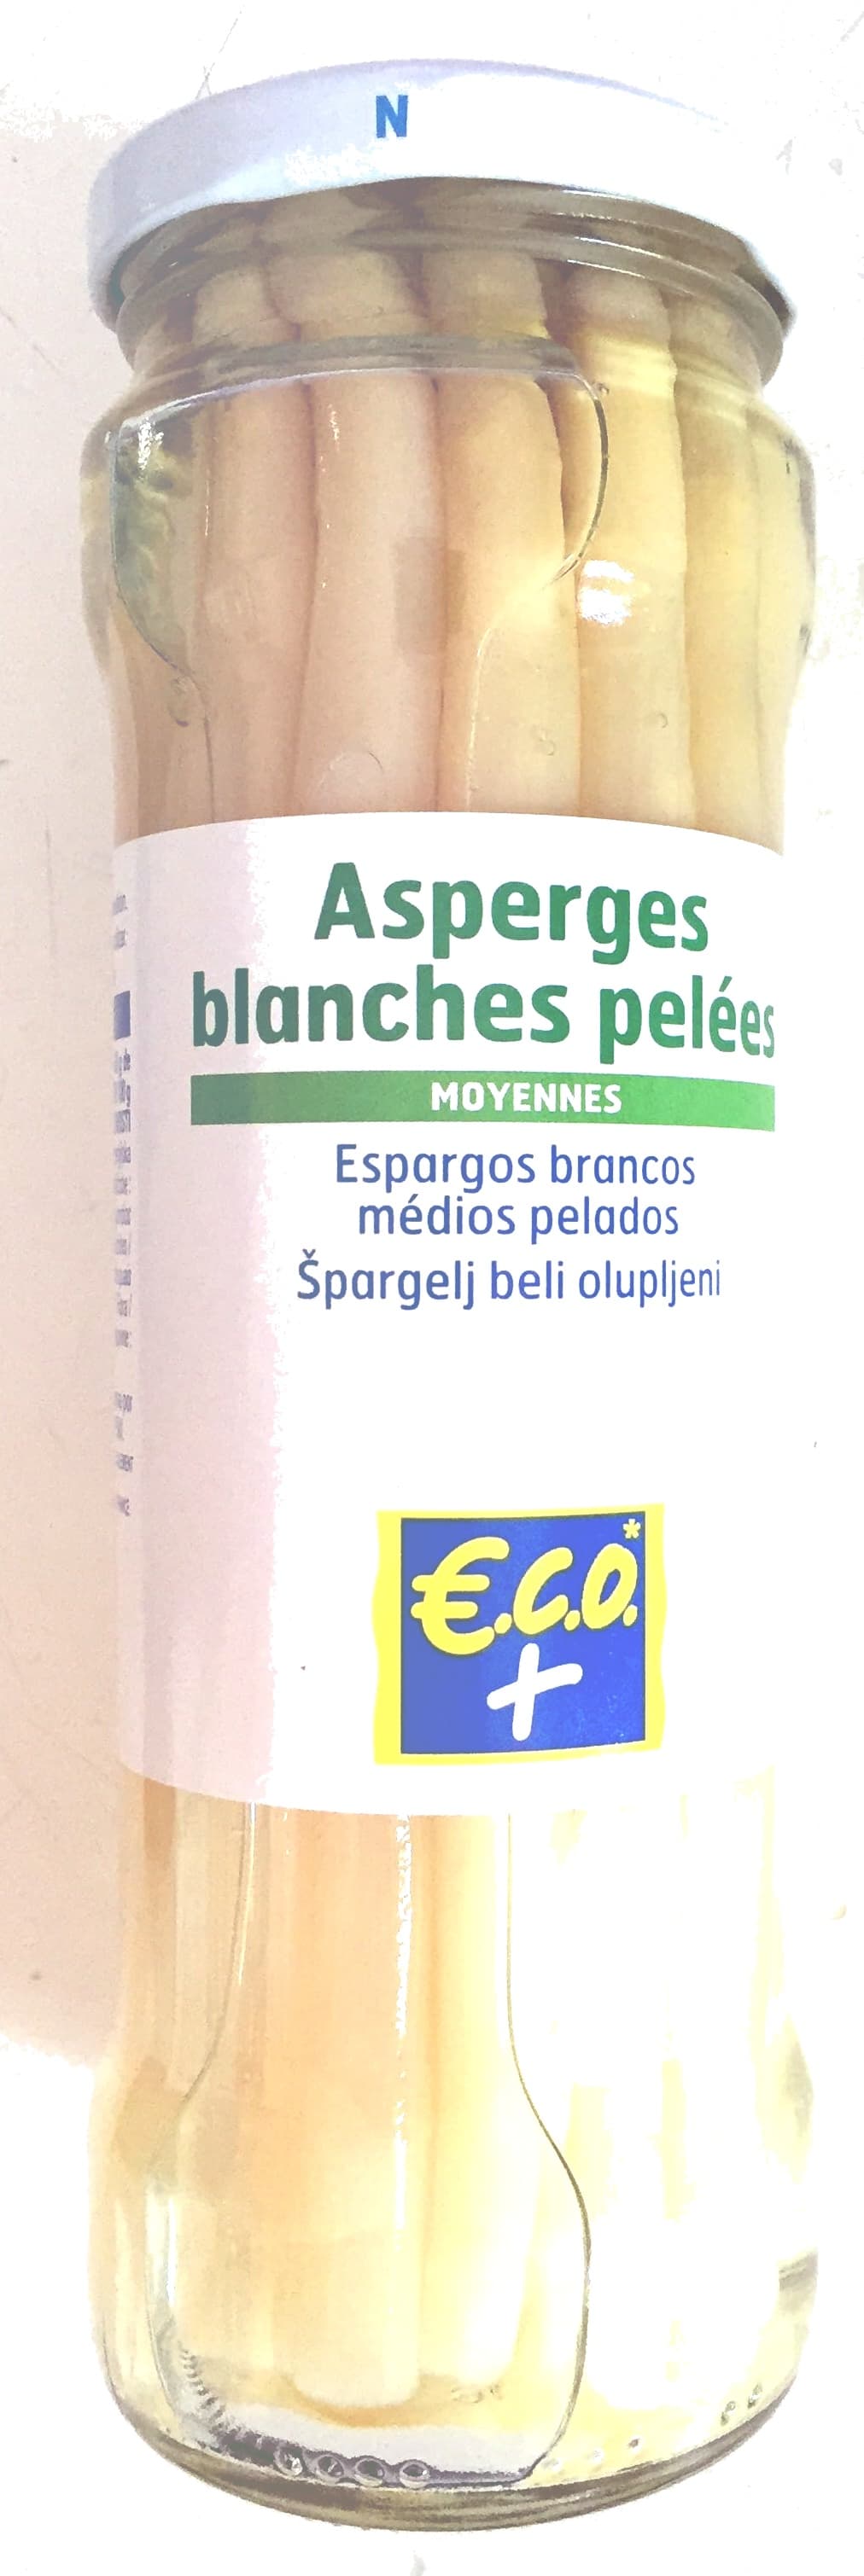 N
Asperges
blanches pelées
MOYENNES
Espargos brancos
médios pelados
Špargelj beli olupljeni
€.C.O.*
+